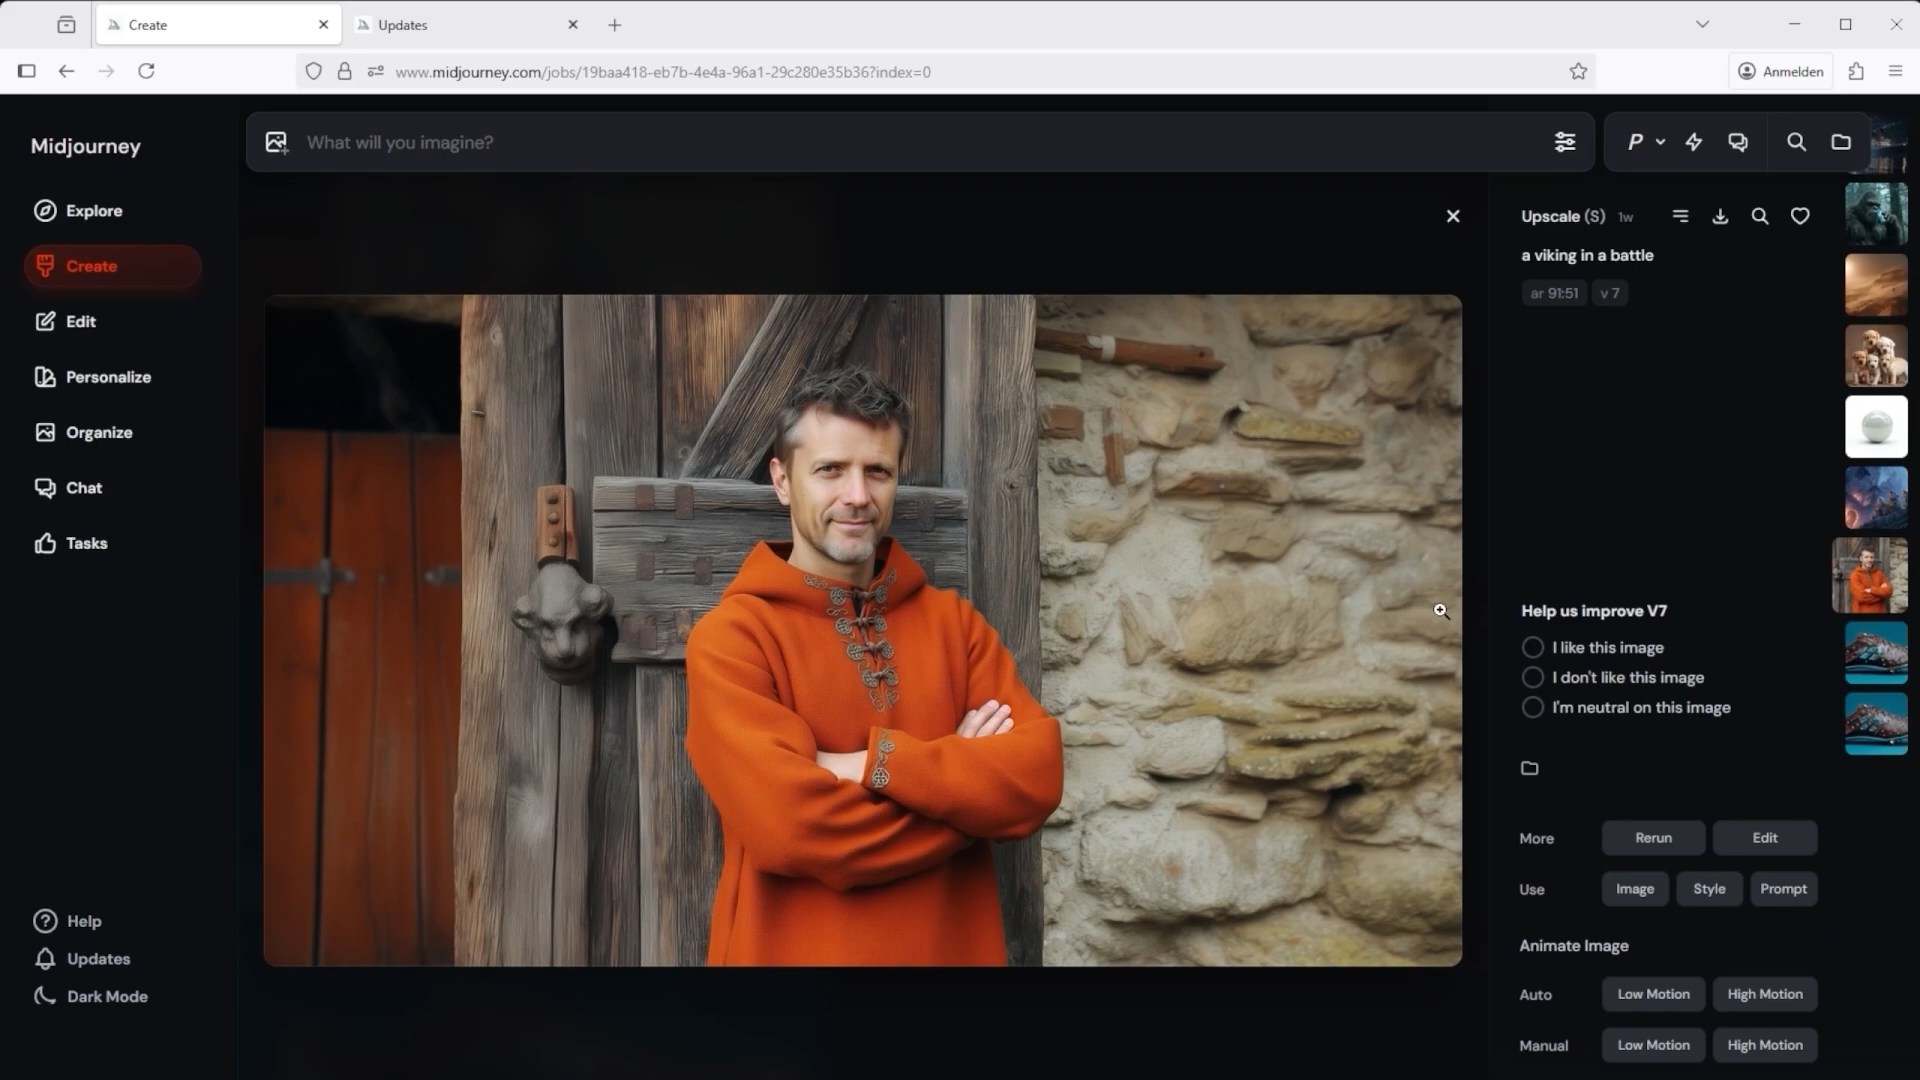 Create
Updates
www.midjourney.com/jobs/19baa418-eb7b-4e4a-96a1-29c280e35b36?index=0
Anmelden
Midjourney
What will you imagine?
P
Explore
Create
Edit
Personalize
Organize
Chat
Tasks
Help
Updates
Dark Mode
Upscale (S) 1w
a viking in a battle
ar 91:51 v 7
Help us improve V7
I like this image
I don't like this image
I'm neutral on this image
More Rerun Edit
Use Image Style Prompt
Animate Image
Auto Low Motion High Motion
Manual Low Motion High Motion